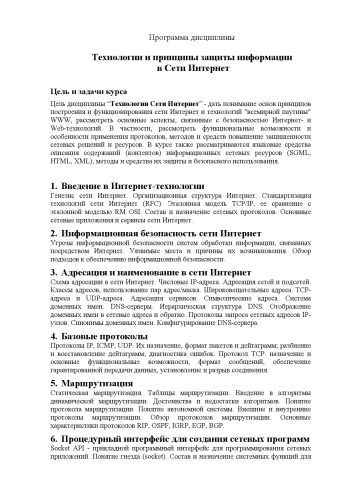 Программа дисциплины
Технологии и принципы защиты информации
в Сети Интернет
Цель и задачи курса
Цель дисциплины “Технологии Сети Интернет” - дать понимание основ принципов
построения и функционирования сети Интернет и технологий "всемирной паутины"
WWW, рассмотреть основные аспекты, связанные с безопасностью Интернет- и
Web-технологий. В частности, рассмотреть функциональные возможности и
особенности применения протоколов, методов и средств повышения защищенности
сетевых решений и ресурсов. В курсе также рассматриваются языковые средства
описания содержаний (контентов) информационных сетевых ресурсов (SGML,
HTML, XML), методы и средства их защиты и безопасного использования.
1. Введение в Интернет-технологии
Генезис сети Интернет. Организационная структура Интернет. Стандартизация
технологий сети Интернет (RFC). Эталонная модель TCP/IP, ее сравнение с
эталонной моделью RM OSI. Состав и назначение сетевых протоколов. Основные
сетевые приложения и сервисы сети Интернет.
2. Информационная безопасность сети Интернет
Угрозы информационной безопасности систем обработки информации, связанных
посредством Интернет. Уязвимые места и причины их возникновения. Обзор
подходов к обеспечению информационной безопасности.
3. Адресация и наименование в сети Интернет
Схема адресации в сети Интернет. Числовые IP-адреса. Адресация сетей и подсетей.
Классы адресов, использование пар адрес/маска. Широковещательные адреса. TCP-
адреса и UDP-адреса. Адресация сервисов. Символические адреса. Система
доменных имен. DNS-серверы. Иерархическая структура DNS. Отображение
доменных имен в сетевые адреса и обратно. Протоколы запроса сетевых адресов IP-
узлов. Синонимы доменных имен. Конфигурирование DNS-сервера.
4. Базовые протоколы
Протоколы IP, ICMP, UDP. Их назначение, формат пакетов и дейтаграмм; разбиение
и восстановление дейтаграмм, диагностика ошибок. Протокол TCP: назначение и
основные функциональные возможности, формат сообщений, обеспечение
гарантированной передачи данных, установление и разрыв соединения
5. Маршрутизация
Статическая маршрутизация. Таблицы маршрутизации. Введение в алгоритмы
динамической маршрутизации. Достоинства и недостатки алгоритмов. Понятие
протокола маршрутизации. Понятие автономной системы. Внешние и внутренние
протоколы маршрутизации. Обзор протоколов маршрутизации. Основные
характеристики протоколов RIP, OSPF, IGRP, EGP, BGP.
6. Процедурный интерфейс для создания сетевых программ
Socket API - прикладной программный интерфейс для программирования сетевых
приложений. Понятие гнезда (socket). Состав и назначение системных функций для